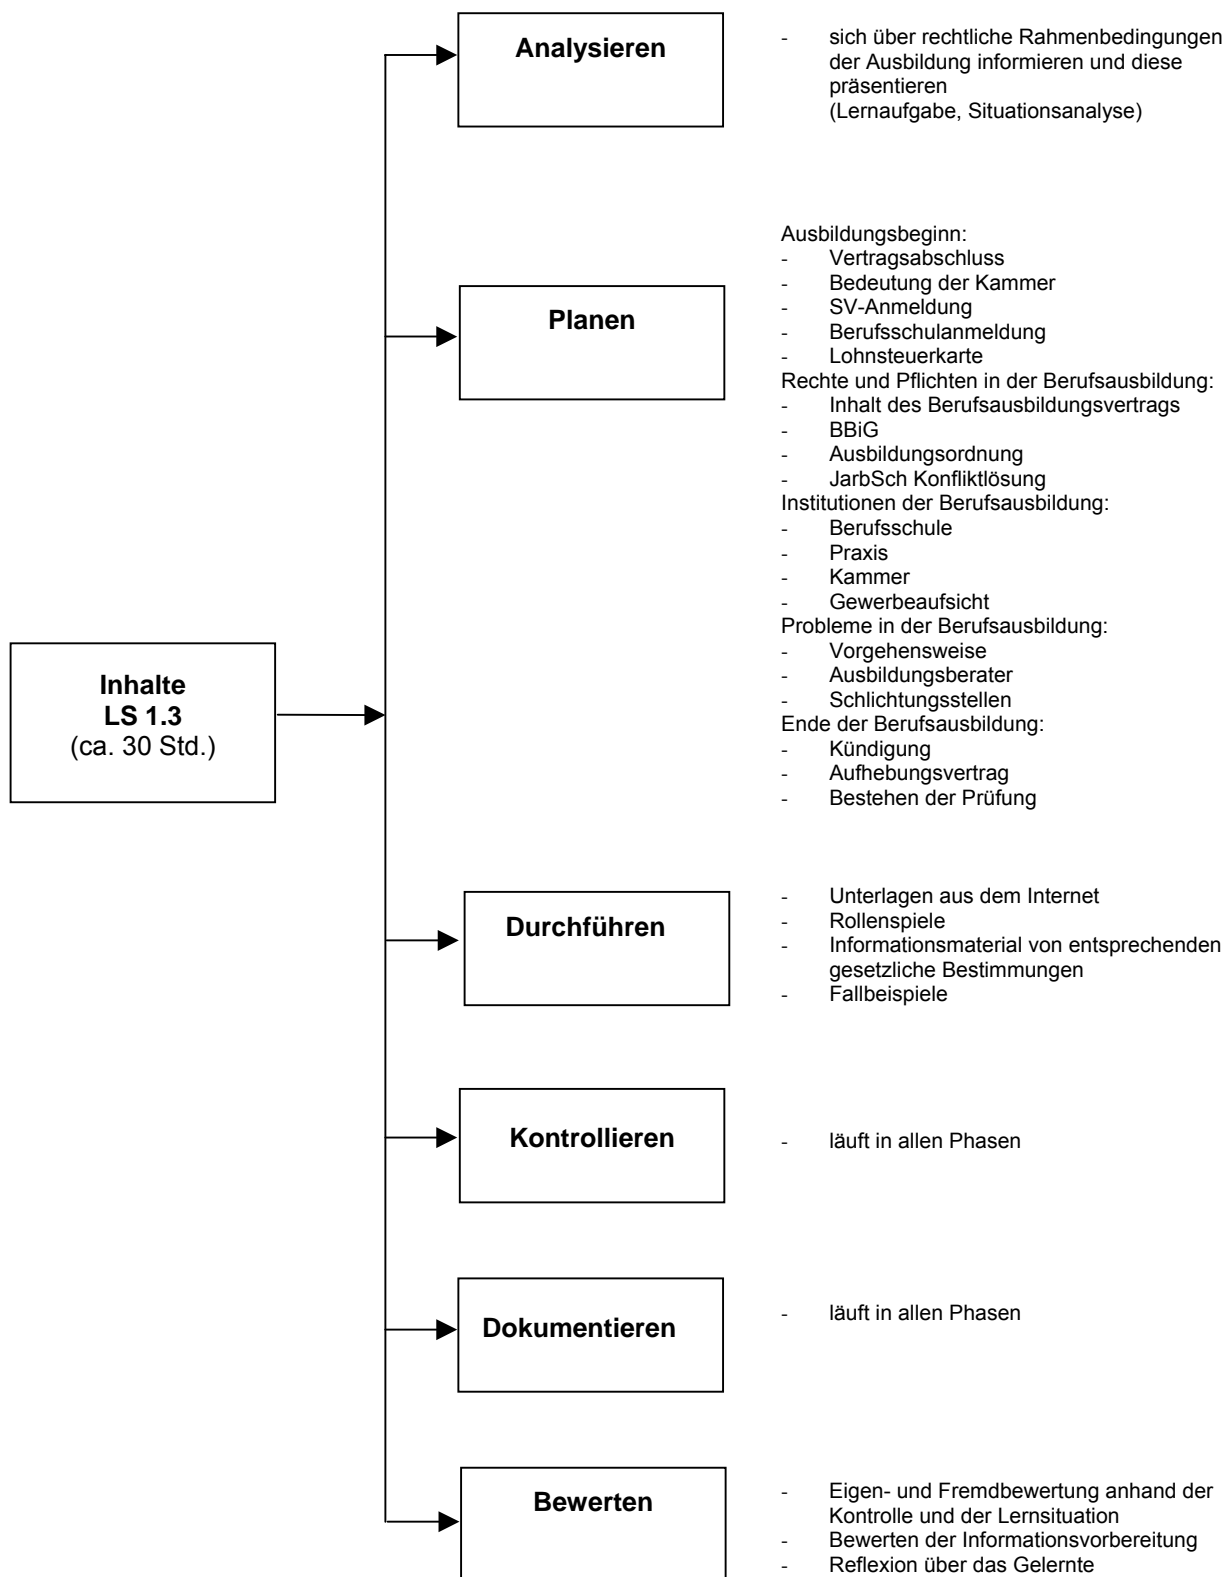 Inhalte
LS 1.3
(ca. 30 Std.)
Analysieren
- sich über rechtliche Rahmenbedingungen
der Ausbildung informieren und diese
präsentieren
(Lernaufgabe, Situationsanalyse)
Planen
Ausbildungsbeginn:
- Vertragsabschluss
- Bedeutung der Kammer
- SV-Anmeldung
- Berufsschulanmeldung
- Lohnsteuerkarte
Rechte und Pflichten in der Berufsausbildung:
- Inhalt des Berufsausbildungsvertrags
- BBiG
- Ausbildungsordnung
- JarbSch Konfliktlösung
Institutionen der Berufsausbildung:
- Berufsschule
- Praxis
- Kammer
- Gewerbeaufsicht
Probleme in der Berufsausbildung:
- Vorgehensweise
- Ausbildungsberater
- Schlichtungsstellen
Ende der Berufsausbildung:
- Kündigung
- Aufhebungsvertrag
- Bestehen der Prüfung
Durchführen
- Unterlagen aus dem Internet
- Rollenspiele
- Informationsmaterial von entsprechenden
gesetzliche Bestimmungen
- Fallbeispiele
Kontrollieren
- läuft in allen Phasen
Dokumentieren
- läuft in allen Phasen
Bewerten
- Eigen- und Fremdbewertung anhand der
Kontrolle und der Lernsituation
- Bewerten der Informationsvorbereitung
- Reflexion über das Gelernte